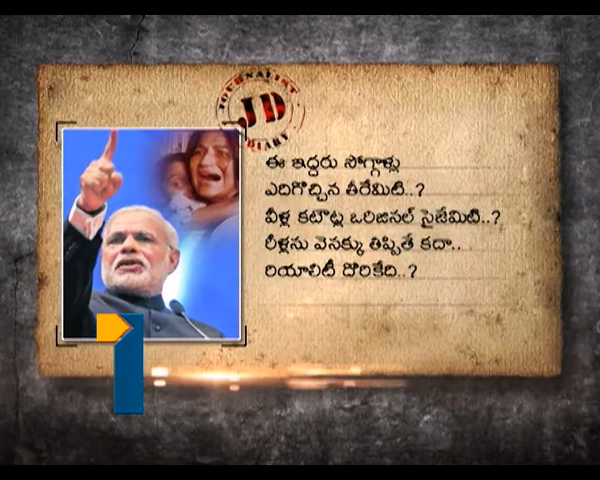 JOURNALIST
JD
DIARY
ఈ ఇద్దరు సోగ్గాళ్లు
ఎదిగొచ్చిన తీరేమిటి..?
వీళ్ల కటౌట్ల ఒరిజినల్ సైజేమిటి..?
రీళ్లను వెనక్కు తిప్పితే కదా..
రియాలిటీ దొరికేది..?